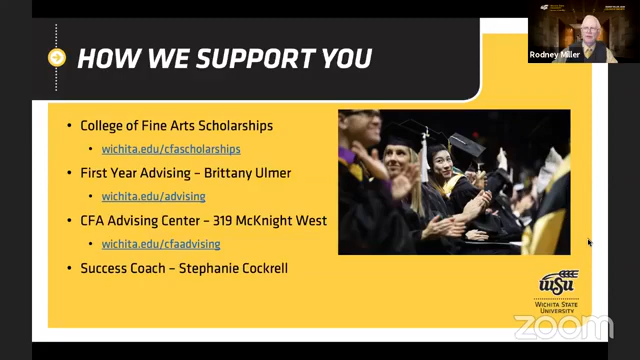 HOW WE SUPPORT YOU
Rodney Miller
• College of Fine Arts Scholarships
• wichita.edu/cfascholarships
• First Year Advising – Brittany Ulmer
• wichita.edu/advising
• CFA Advising Center – 319 McKnight West
• wichita.edu/cfaadvising
• Success Coach – Stephanie Cockrell
wsu
WICHITA STATE
UNIVERSITY
zoom